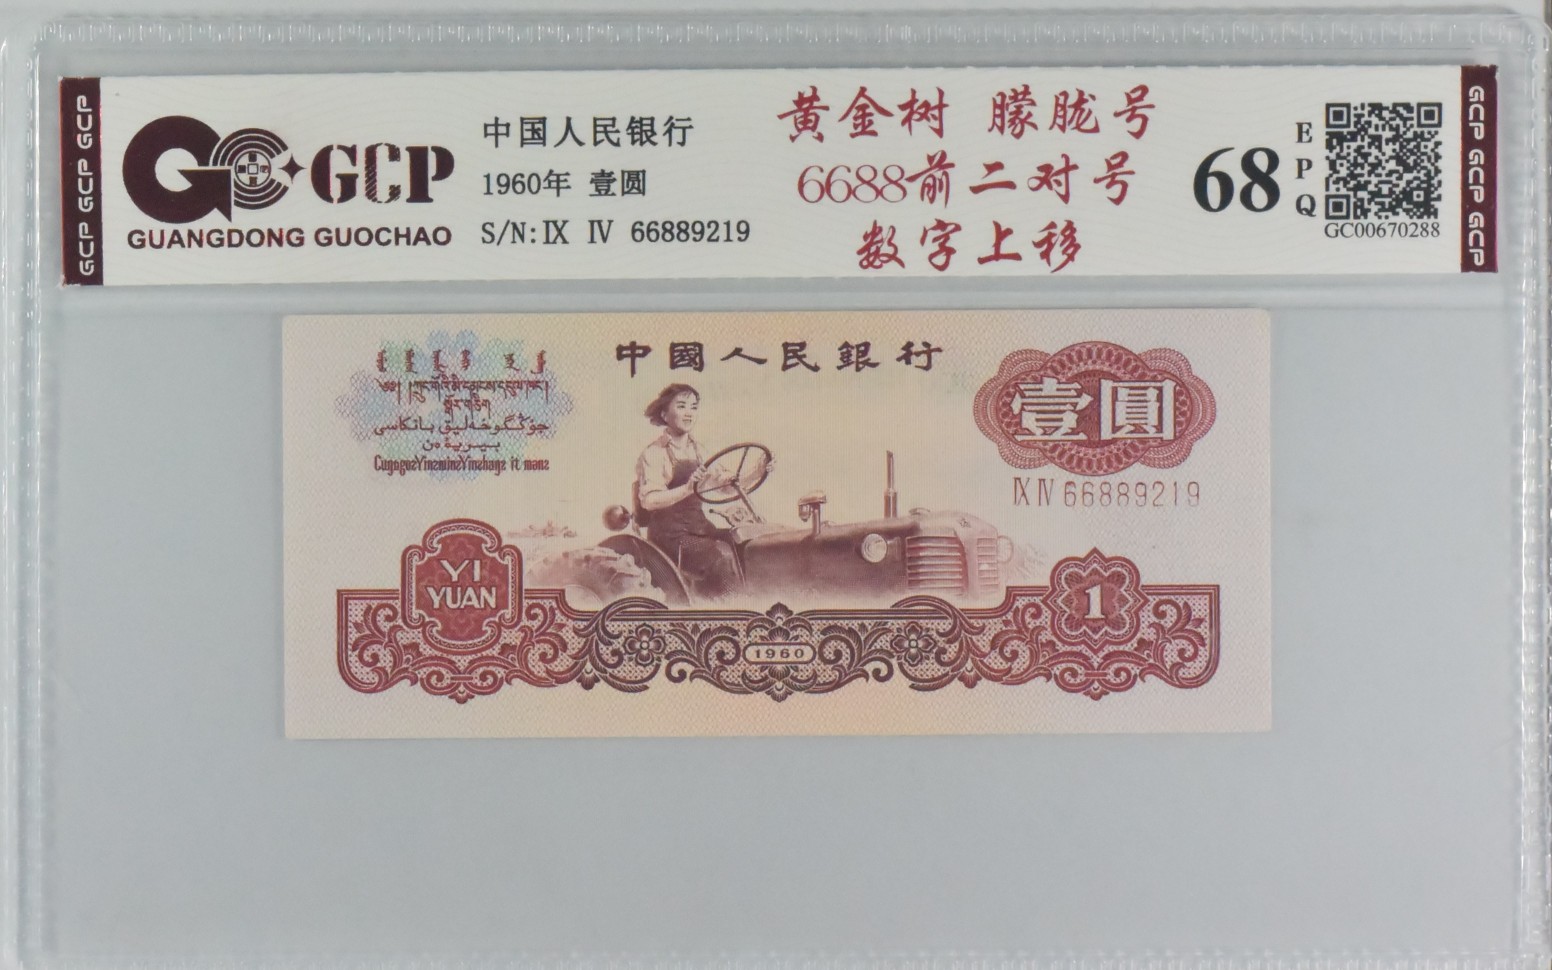 GCP GCP GCP
GCP
GUANGDONG GUOCHAO
中国人民银行
1960年 壹圆
S/N: IX IV 66889219
黄金树 朦胧号
6688前二对号
数字上移
68
EPQ
GC00670288
GCP GCP GCP
中國人民銀行
壹圓
IX IV 66889219
YI
YUAN
1960
1